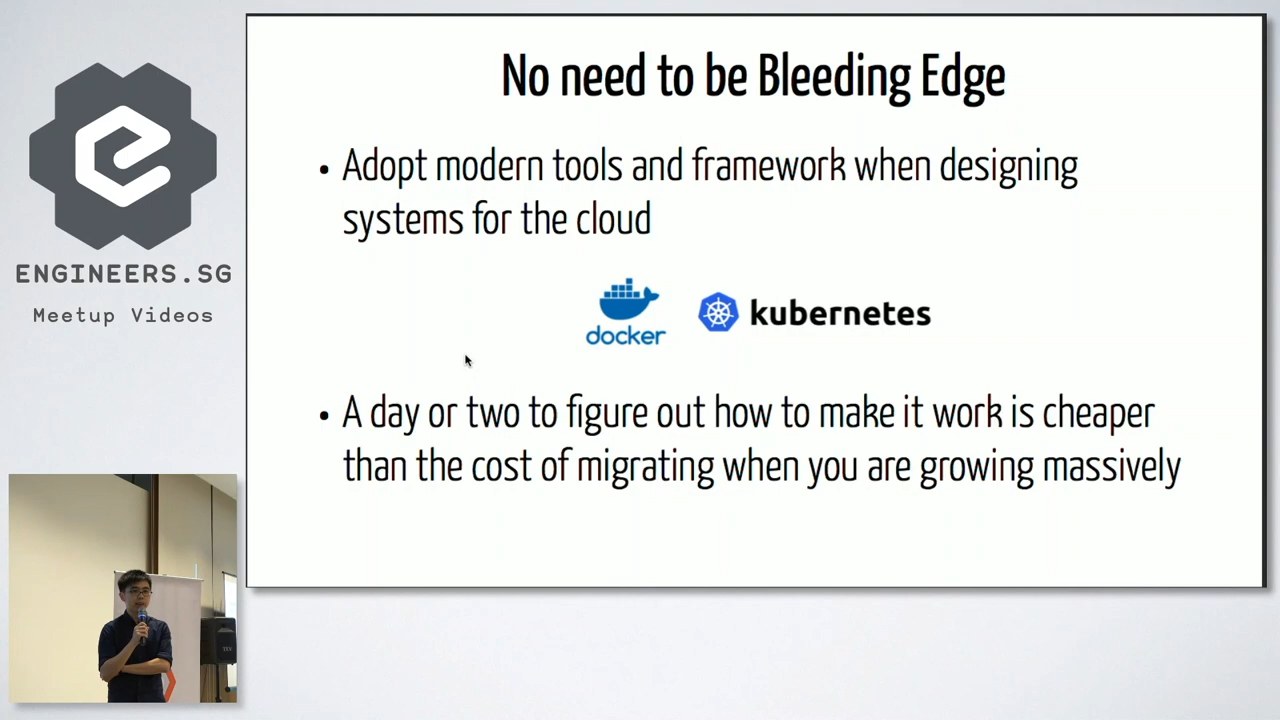 No need to be Bleeding Edge
• Adopt modern tools and framework when designing
systems for the cloud
docker
kubernetes
• A day or two to figure out how to make it work is cheaper
than the cost of migrating when you are growing massively
ENGINEERS.SG
Meetup Videos